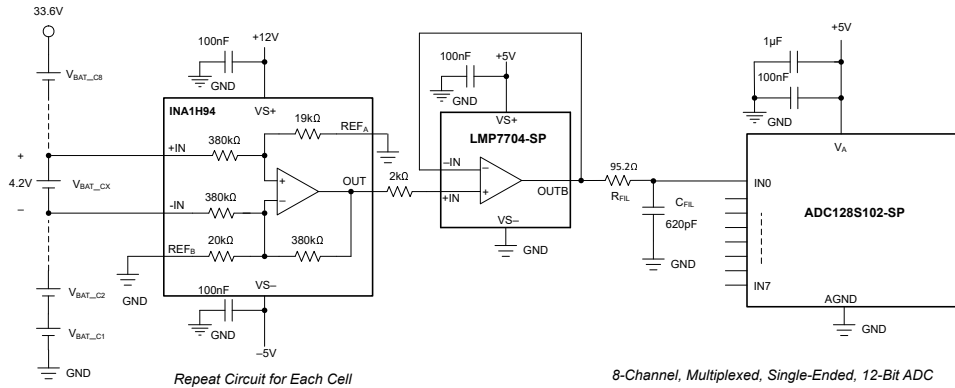 33.6V
V_BAT_C8
+
4.2V
V_BAT_CX
–
V_BAT_C2
V_BAT_C1
GND
+12V
100nF
GND
INA1H94
VS+
19kΩ
REF_A
GND
+IN
380kΩ
+
–
OUT
-IN
380kΩ
REF_B
20kΩ
380kΩ
GND
VS–
100nF
GND
–5V
Repeat Circuit for Each Cell
2kΩ
100nF
+5V
GND
VS+
LMP7704-SP
–IN
–
+
+IN
OUTB
VS–
GND
95.2Ω
R_FIL
C_FIL
620pF
GND
+5V
1µF
GND
100nF
GND
V_A
IN0
ADC128S102-SP
IN7
AGND
GND
8-Channel, Multiplexed, Single-Ended, 12-Bit ADC